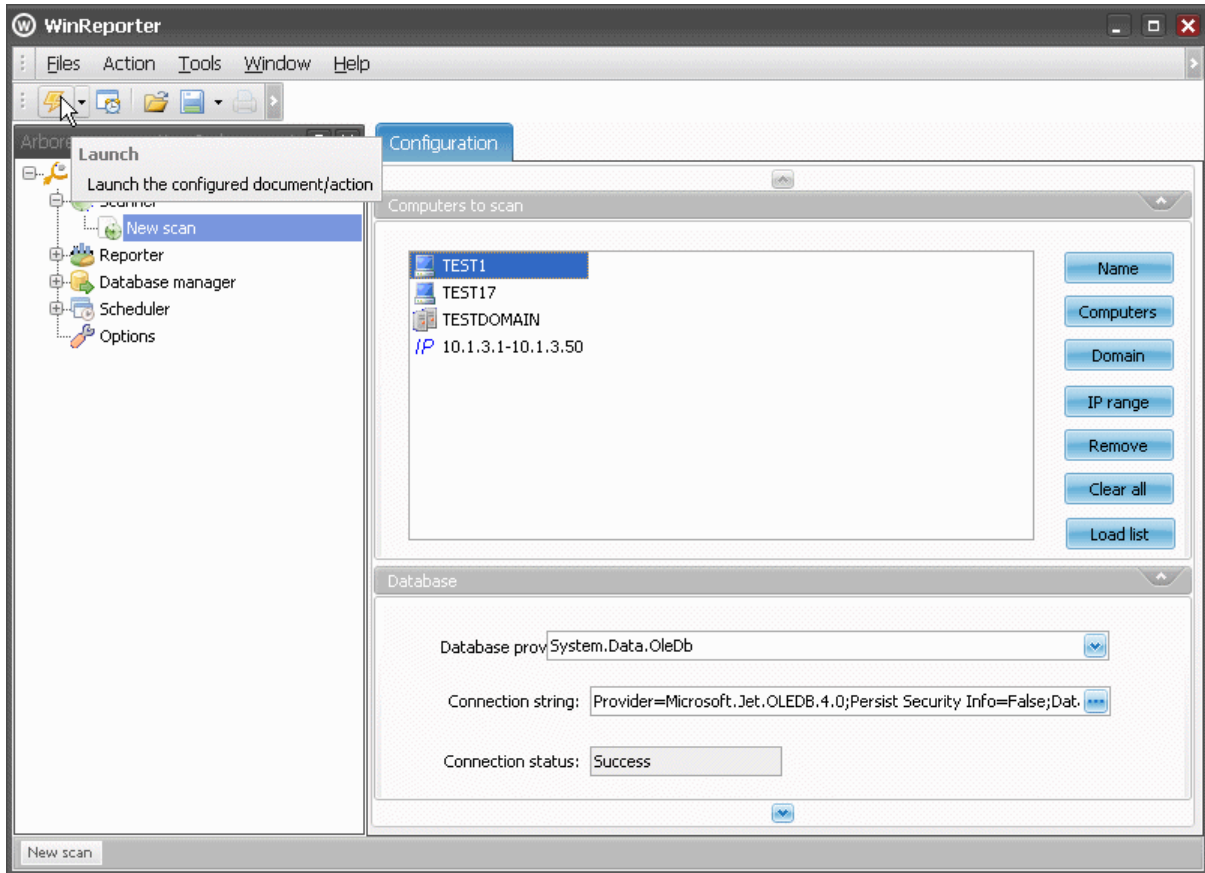 WinReporter
Files Action Tools Window Help
Launch
Launch the configured document/action
Scanner
New scan
Reporter
Database manager
Scheduler
Options
Configuration
Computers to scan
TEST1
TEST17
TESTDOMAIN
IP 10.1.3.1-10.1.3.50
Name
Computers
Domain
IP range
Remove
Clear all
Load list
Database
Database prov System.Data.OleDb
Connection string: Provider=Microsoft.Jet.OLEDB.4.0;Persist Security Info=False;Dat
Connection status: Success
New scan